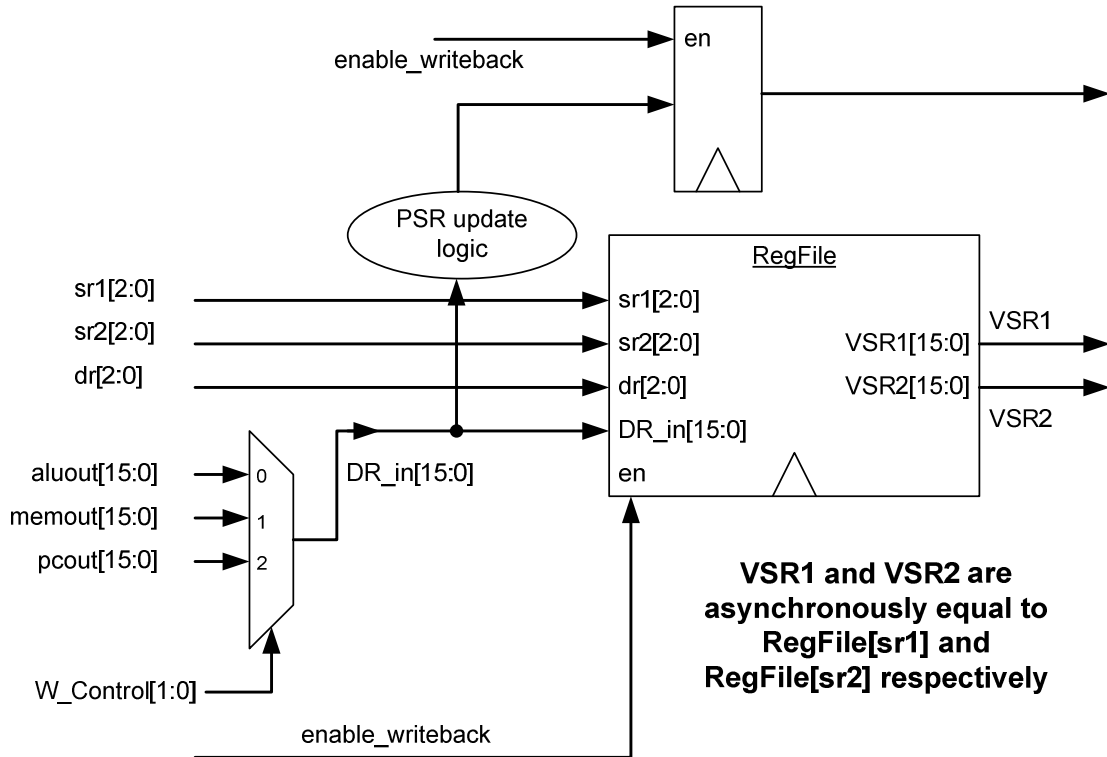 en
enable_writeback
PSR update
logic
RegFile
sr1[2:0]
sr2[2:0]
dr[2:0]
sr1[2:0]
sr2[2:0]
dr[2:0]
DR_in[15:0]
en
VSR1[15:0]
VSR2[15:0]
VSR1
VSR2
aluout[15:0]
memout[15:0]
pcout[15:0]
0
1
2
DR_in[15:0]
W_Control[1:0]
enable_writeback
VSR1 and VSR2 are
asynchronously equal to
RegFile[sr1] and
RegFile[sr2] respectively